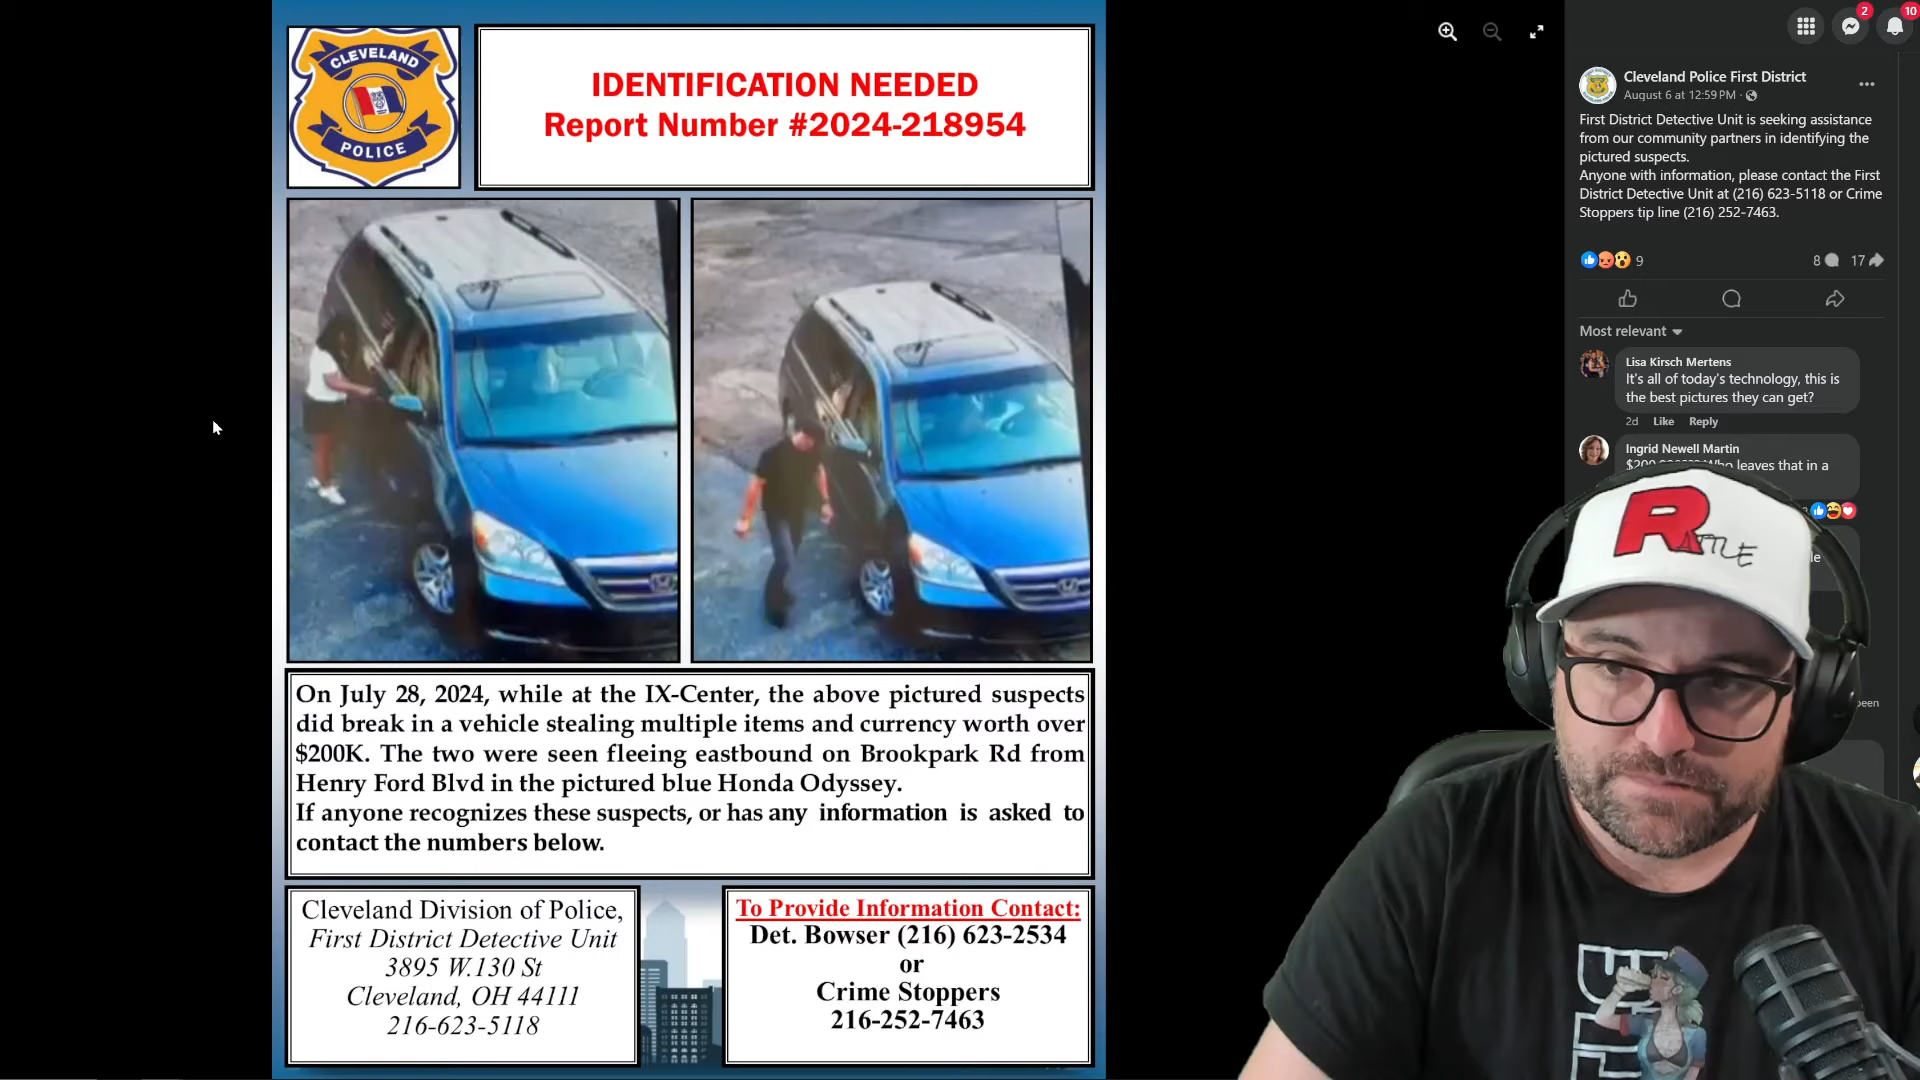 CLEVELAND
POLICE
IDENTIFICATION NEEDED
Report Number #2024-218954
On July 28, 2024, while at the IX-Center, the above pictured suspects
did break in a vehicle stealing multiple items and currency worth over
$200K. The two were seen fleeing eastbound on Brookpark Rd from
Henry Ford Blvd in the pictured blue Honda Odyssey.
If anyone recognizes these suspects, or has any information is asked to
contact the numbers below.
Cleveland Division of Police,
First District Detective Unit
3895 W.130 St
Cleveland, OH 44111
216-623-5118
To Provide Information Contact:
Det. Bowser (216) 623-2534
or
Crime Stoppers
216-252-7463
2
10
Cleveland Police First District
August 6 at 12:59 PM ·
First District Detective Unit is seeking assistance
from our community partners in identifying the
pictured suspects.
Anyone with information, please contact the First
District Detective Unit at (216) 623-5118 or Crime
Stoppers tip line (216) 252-7463.
9
8
17
Most relevant
Lisa Kirsch Mertens
It's all of today's technology, this is
the best pictures they can get?
2d Like Reply
Ingrid Newell Martin
leaves that in a
R